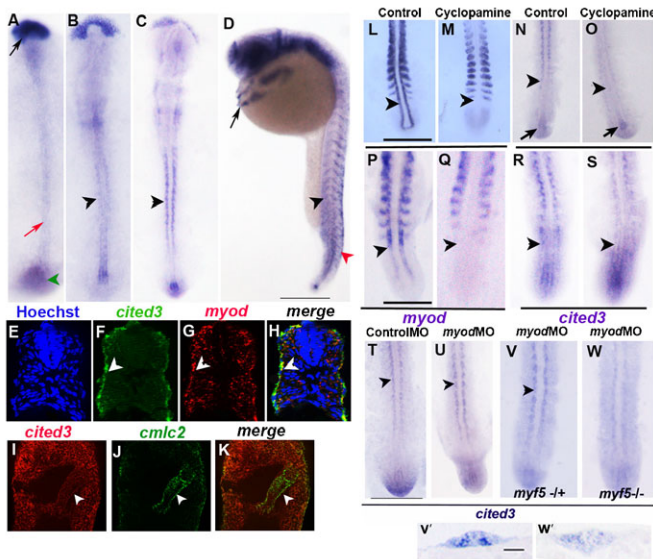 A B C D
E Hoechst F cited3 G myod H merge
I cited3 J cmlc2 K merge
Control Cyclopamine Control Cyclopamine
L M N O
P Q R S
myod cited3
ControlMO myodMO myodMO myodMO
T U V W
myf5 -/+ myf5-/-
cited3
V' W'